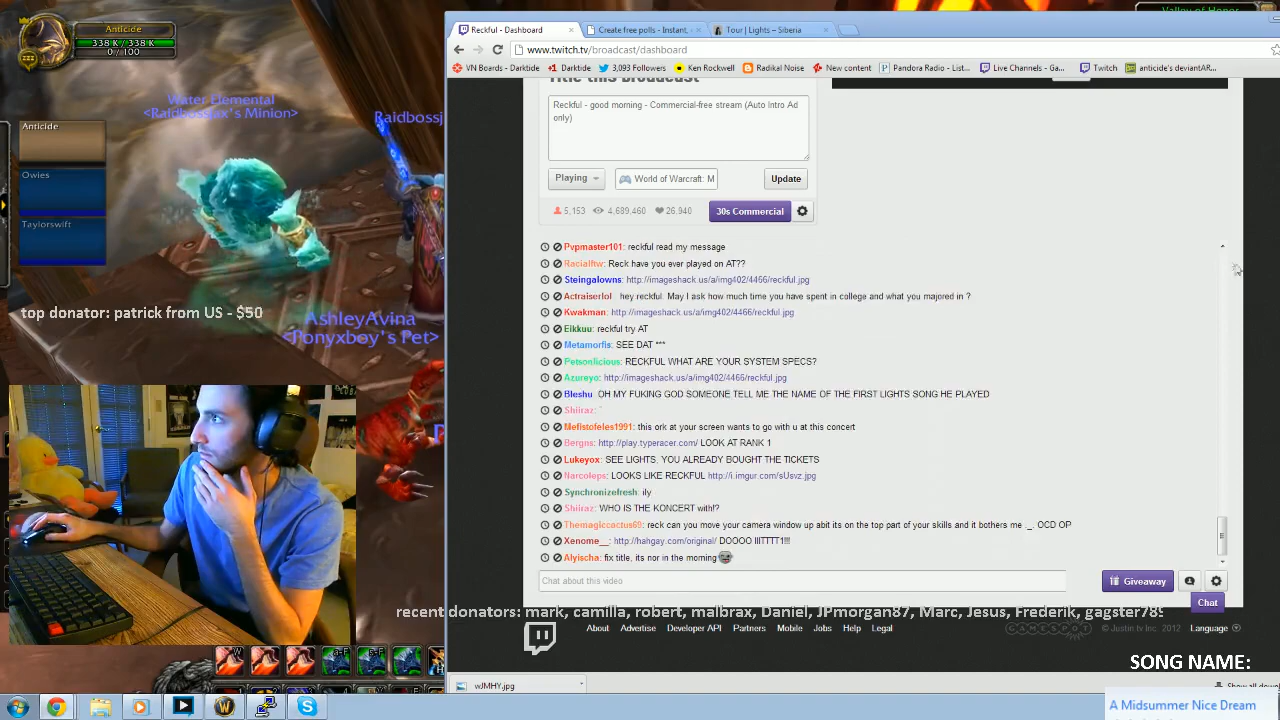 Anticide
338 K / 338 K
0 / 100
Water Elemental
<Raidbossjax's Minion>
Raidbossj
Anticide
Owies
Taylorswift
top donator: patrick from US - $50
AshleyAvina
<Ponyxboy's Pet>
Valley of Honor
Reckful - Dashboard
Create free polls - Instant,
Tour | Lights – Siberia
www.twitch.tv/broadcast/dashboard
VN Boards - Darktide
+1 Darktide
3,093 Followers
Ken Rockwell
Radikal Noise
New content
Pandora Radio - List...
Live Channels - Ga...
Twitch
anticide's deviantAR...
Title this broadcast
Reckful - good morning - Commercial-free stream (Auto Intro Ad
only)
Playing
World of Warcraft: M
Update
5,153
4,689,460
26,940
30s Commercial
Pvpmaster101: reckful read my message
Racialftw: Reck have you ever played on AT??
Steingalowns: http://imageshack.us/a/img402/4466/reckful.jpg
Actraiserlol hey reckful: May I ask how much time you have spent in college and what you majored in ?
Kwakman: http://imageshack.us/a/img402/4466/reckful.jpg
Eikkuu: reckful try AT
Metamorfis: SEE DAT ***
Petsonlicious: RECKFUL WHAT ARE YOUR SYSTEM SPECS?
Azureyo: http://imageshack.us/a/img402/4466/reckful.jpg
Bleshu OH MY FUKING GOD SOMEONE TELL ME THE NAME OF THE FIRST LIGHTS SONG HE PLAYED
Shiiraz: `
Mefistofeles1991: this ork at your screen wants to go with u at this concert
Bergns: http://play.typeracer.com/ LOOK AT RANK 1
Lukeyox: SEE LIGHTS, YOU ALREADY BOUGHT THE TICKETS
Narcoleps: LOOKS LIKE RECKFUL http://i.imgur.com/sUsvz.jpg
Synchronizefresh: ily
Shiiraz: WHO IS THE KONCERT with!?
Themagiccactus69: reck can you move your camera window up abit its on the top part of your skills and it bothers me ._. OCD OP
Xenome__: http://hahgay.com/original/ DOOOO IIITTTT1!!!
Alyischa: fix title, its nor in the morning
Chat about this video
Giveaway
Chat
recent donators: mark, camilla, robert, malbrax, Daniel, JPmorgan87, Marc, Jesus, Frederik, gagster789
About
Advertise
Developer API
Partners
Mobile
Jobs
Help
Legal
GAMESPOT
© Justin.tv Inc. 2012
Language
SONG NAME:
wJMHY.jpg
Show all dow
A Midsummer Nice Dream